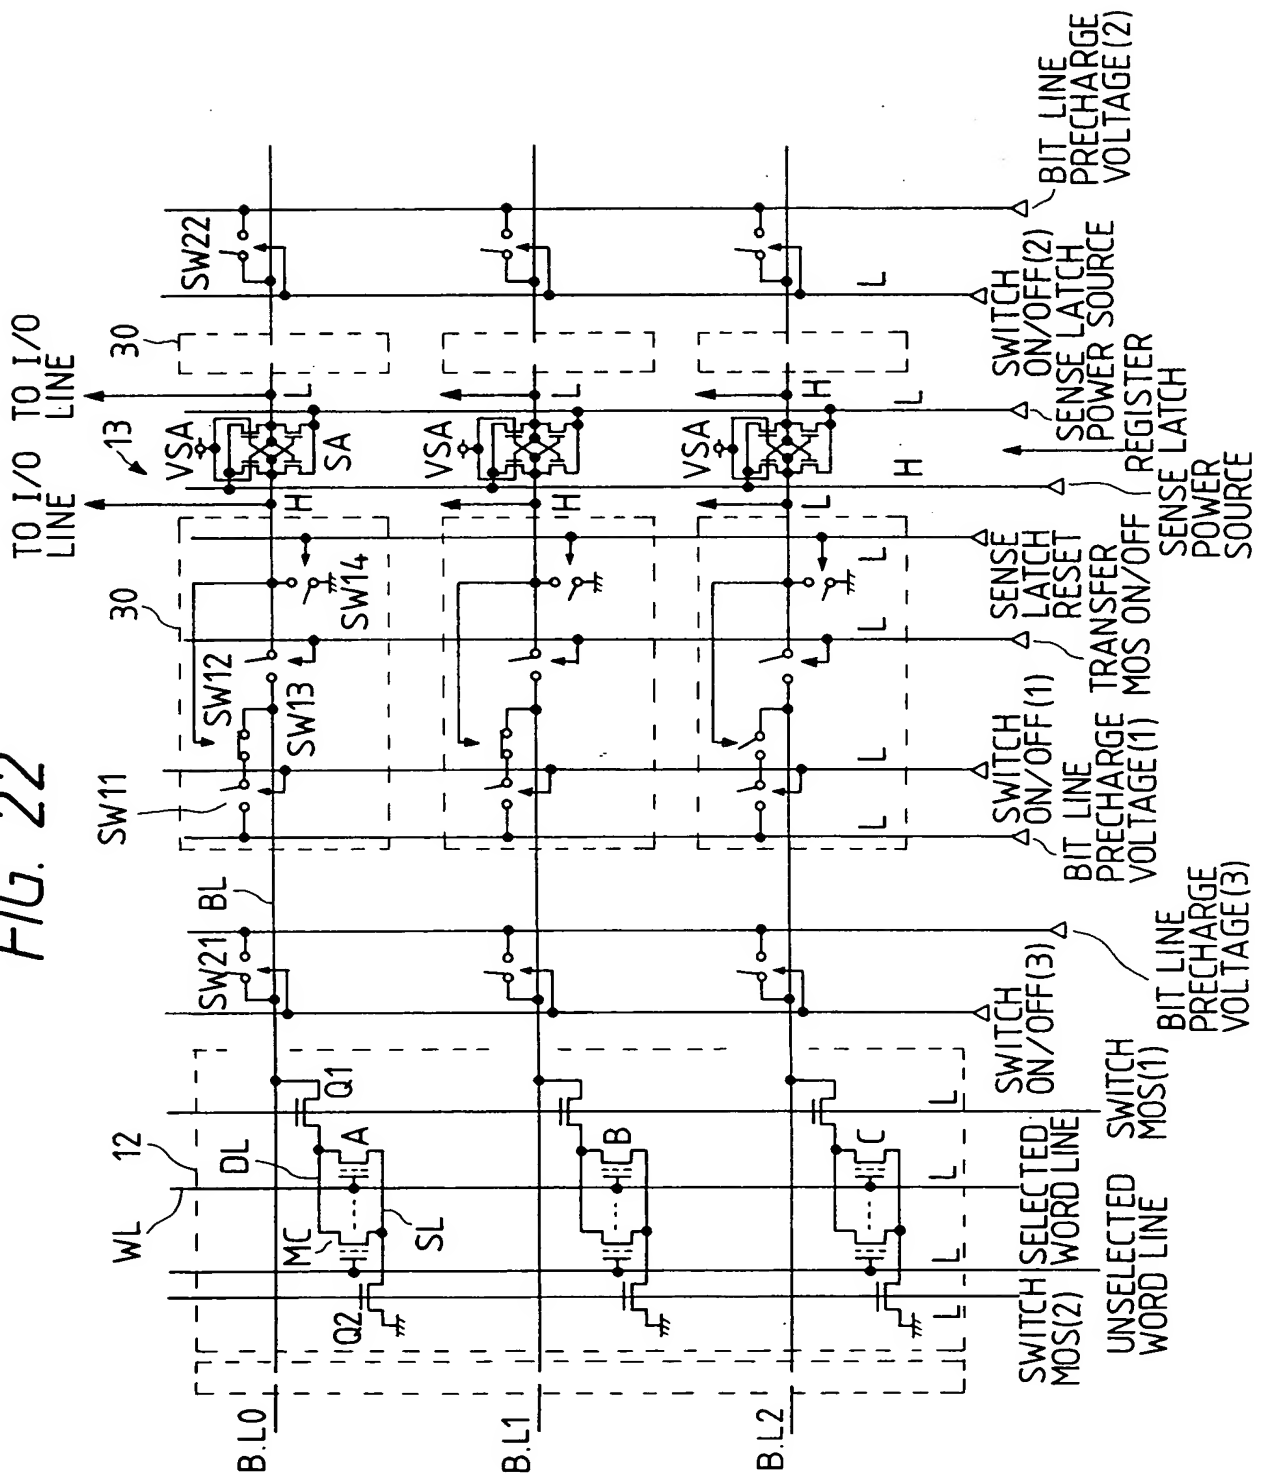 FIG. 22
TO I/O
LINE
TO I/O
LINE
13
30
30
SW11
SW12
SW13
SW14
VSA
SA
SW22
H
L
BL
SW21
12
WL
DL
MC
A
SL
Q1
Q2
B.L0
VSA
H
L
B
B.L1
VSA
L
H
C
B.L2
L
L
L
L
L
L
L
L
H
L
L
SWITCH
MOS(2)
UNSELECTED
WORD LINE
SELECTED
WORD LINE
SWITCH
MOS(1)
SWITCH
ON/OFF(3)
BIT LINE
PRECHARGE
VOLTAGE(3)
BIT LINE
PRECHARGE
VOLTAGE(1)
SWITCH
ON/OFF(1)
TRANSFER
MOS ON/OFF
SENSE
LATCH
RESET
SENSE LATCH
POWER
SOURCE
REGISTER
SENSE LATCH
POWER SOURCE
SWITCH
ON/OFF(2)
BIT LINE
PRECHARGE
VOLTAGE(2)